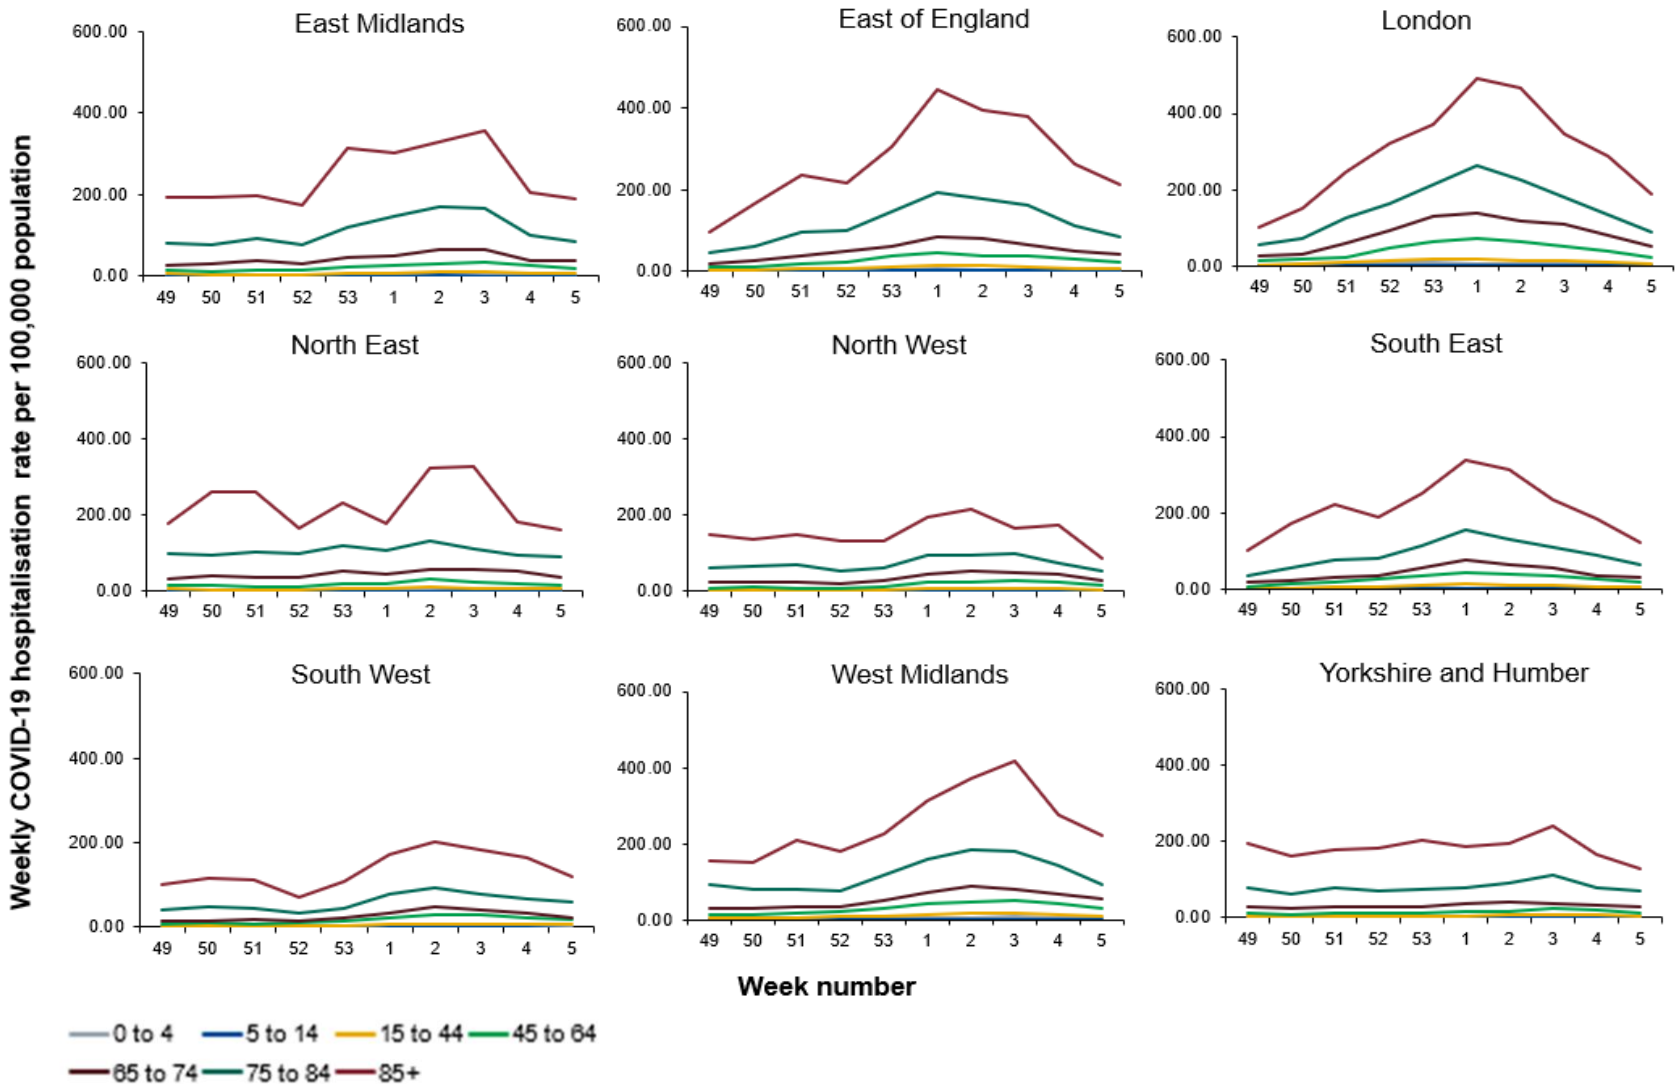 Weekly COVID-19 hospitalisation rate per 100,000 population
East Midlands
600.00
400.00
200.00
0.00
49 50 51 52 53 1 2 3 4 5
East of England
600.00
400.00
200.00
0.00
49 50 51 52 53 1 2 3 4 5
London
600.00
400.00
200.00
0.00
49 50 51 52 53 1 2 3 4 5
North East
600.00
400.00
200.00
0.00
49 50 51 52 53 1 2 3 4 5
North West
600.00
400.00
200.00
0.00
49 50 51 52 53 1 2 3 4 5
South East
600.00
400.00
200.00
0.00
49 50 51 52 53 1 2 3 4 5
South West
600.00
400.00
200.00
0.00
49 50 51 52 53 1 2 3 4 5
West Midlands
600.00
400.00
200.00
0.00
49 50 51 52 53 1 2 3 4 5
Yorkshire and Humber
600.00
400.00
200.00
0.00
49 50 51 52 53 1 2 3 4 5
Week number
0 to 4 5 to 14 15 to 44 45 to 64
65 to 74 75 to 84 85+